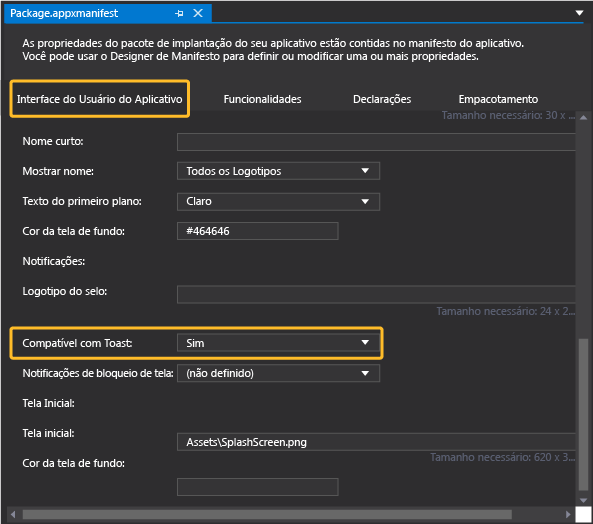 Package.appxmanifest
As propriedades do pacote de implantação do seu aplicativo estão contidas no manifesto do aplicativo.
Você pode usar o Designer de Manifesto para definir ou modificar uma ou mais propriedades.
Interface do Usuário do Aplicativo Funcionalidades Declarações Empacotamento
Tamanho necessário: 30 x ...
Nome curto:
Mostrar nome: Todos os Logotipos
Texto do primeiro plano: Claro
Cor da tela de fundo: #464646
Notificações:
Logotipo do selo:
Tamanho necessário: 24 x 2...
Compatível com Toast: Sim
Notificações de bloqueio de tela: (não definido)
Tela Inicial:
Tela inicial: Assets\SplashScreen.png
Tamanho necessário: 620 x 3...
Cor da tela de fundo: